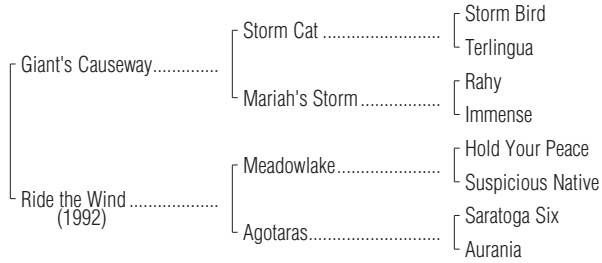 Storm Bird
Storm Cat ........................
Terlingua
Giant's Causeway..............
Rahy
Mariah's Storm.................
Immense
Hold Your Peace
Meadowlake......................
Suspicious Native
Ride the Wind ...................
(1992)
Saratoga Six
Agotaras............................
Aurania